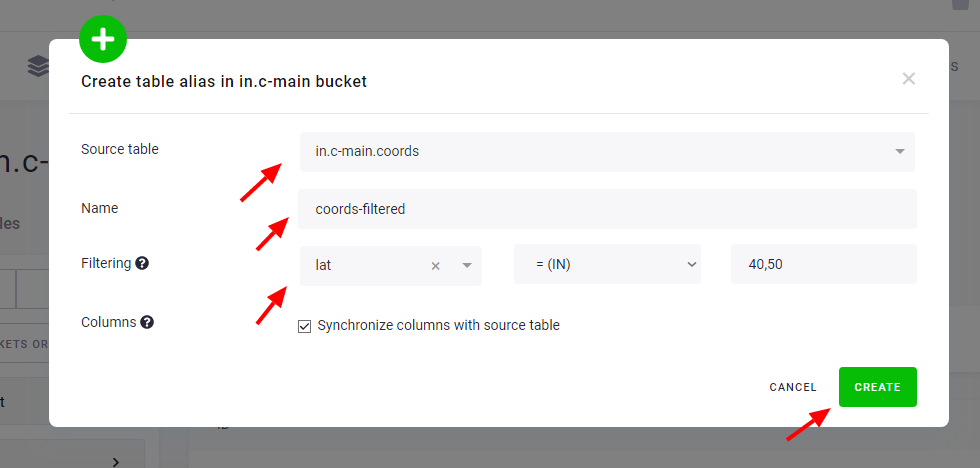 Create table alias in in.c-main bucket
Source table
in.c-main.coords
Name
coords-filtered
Filtering
lat
= (IN)
40,50
Columns
Synchronize columns with source table
CANCEL
CREATE
n.c-
les
KETS OR